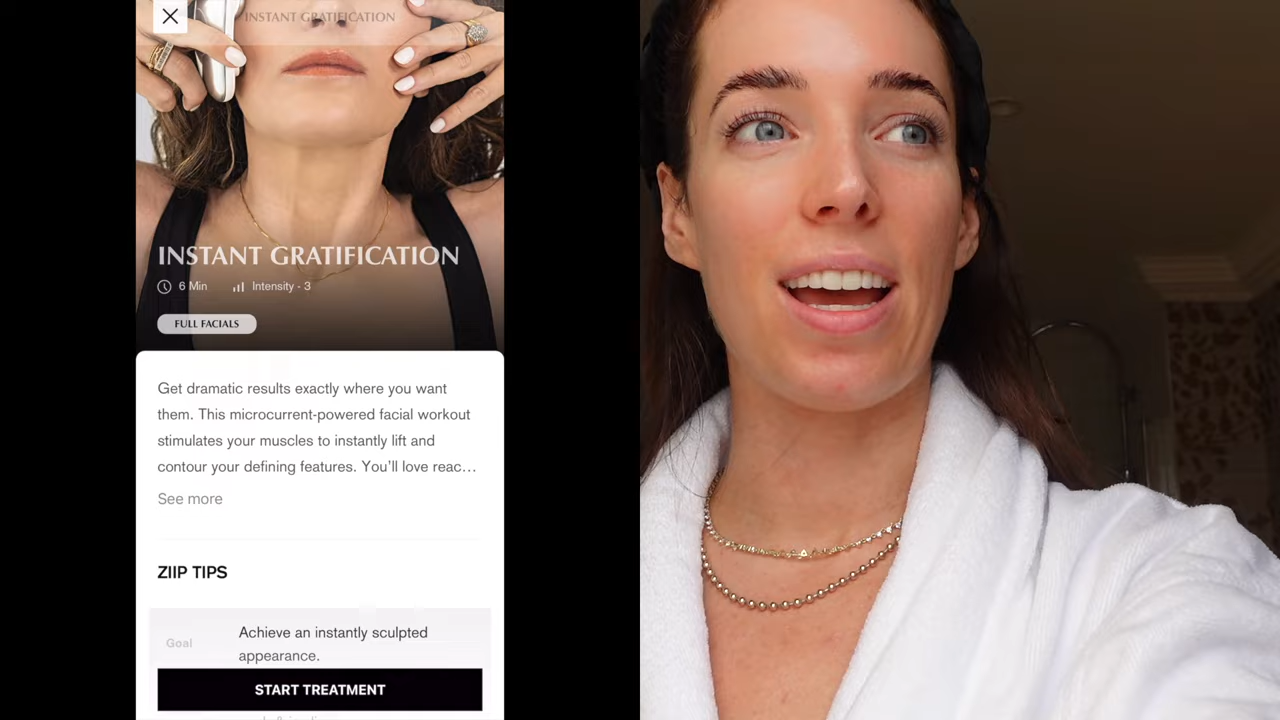 INSTANT GRATIFICATION
INSTANT GRATIFICATION
6 Min
Intensity - 3
FULL FACIALS
Get dramatic results exactly where you want
them. This microcurrent-powered facial workout
stimulates your muscles to instantly lift and
contour your defining features. You'll love reac…
See more
ZIIP TIPS
Goal
Achieve an instantly sculpted
appearance.
START TREATMENT